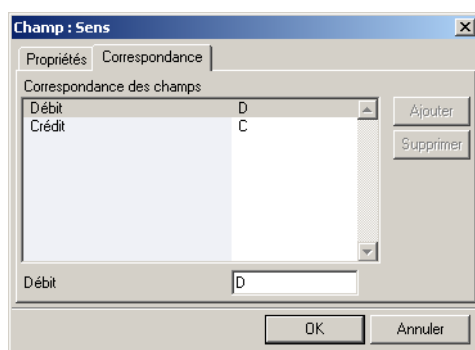 Champ : Sens
Propriétés Correspondance
Correspondance des champs
Débit D
Crédit C
Ajouter
Supprimer
Débit D
OK Annuler